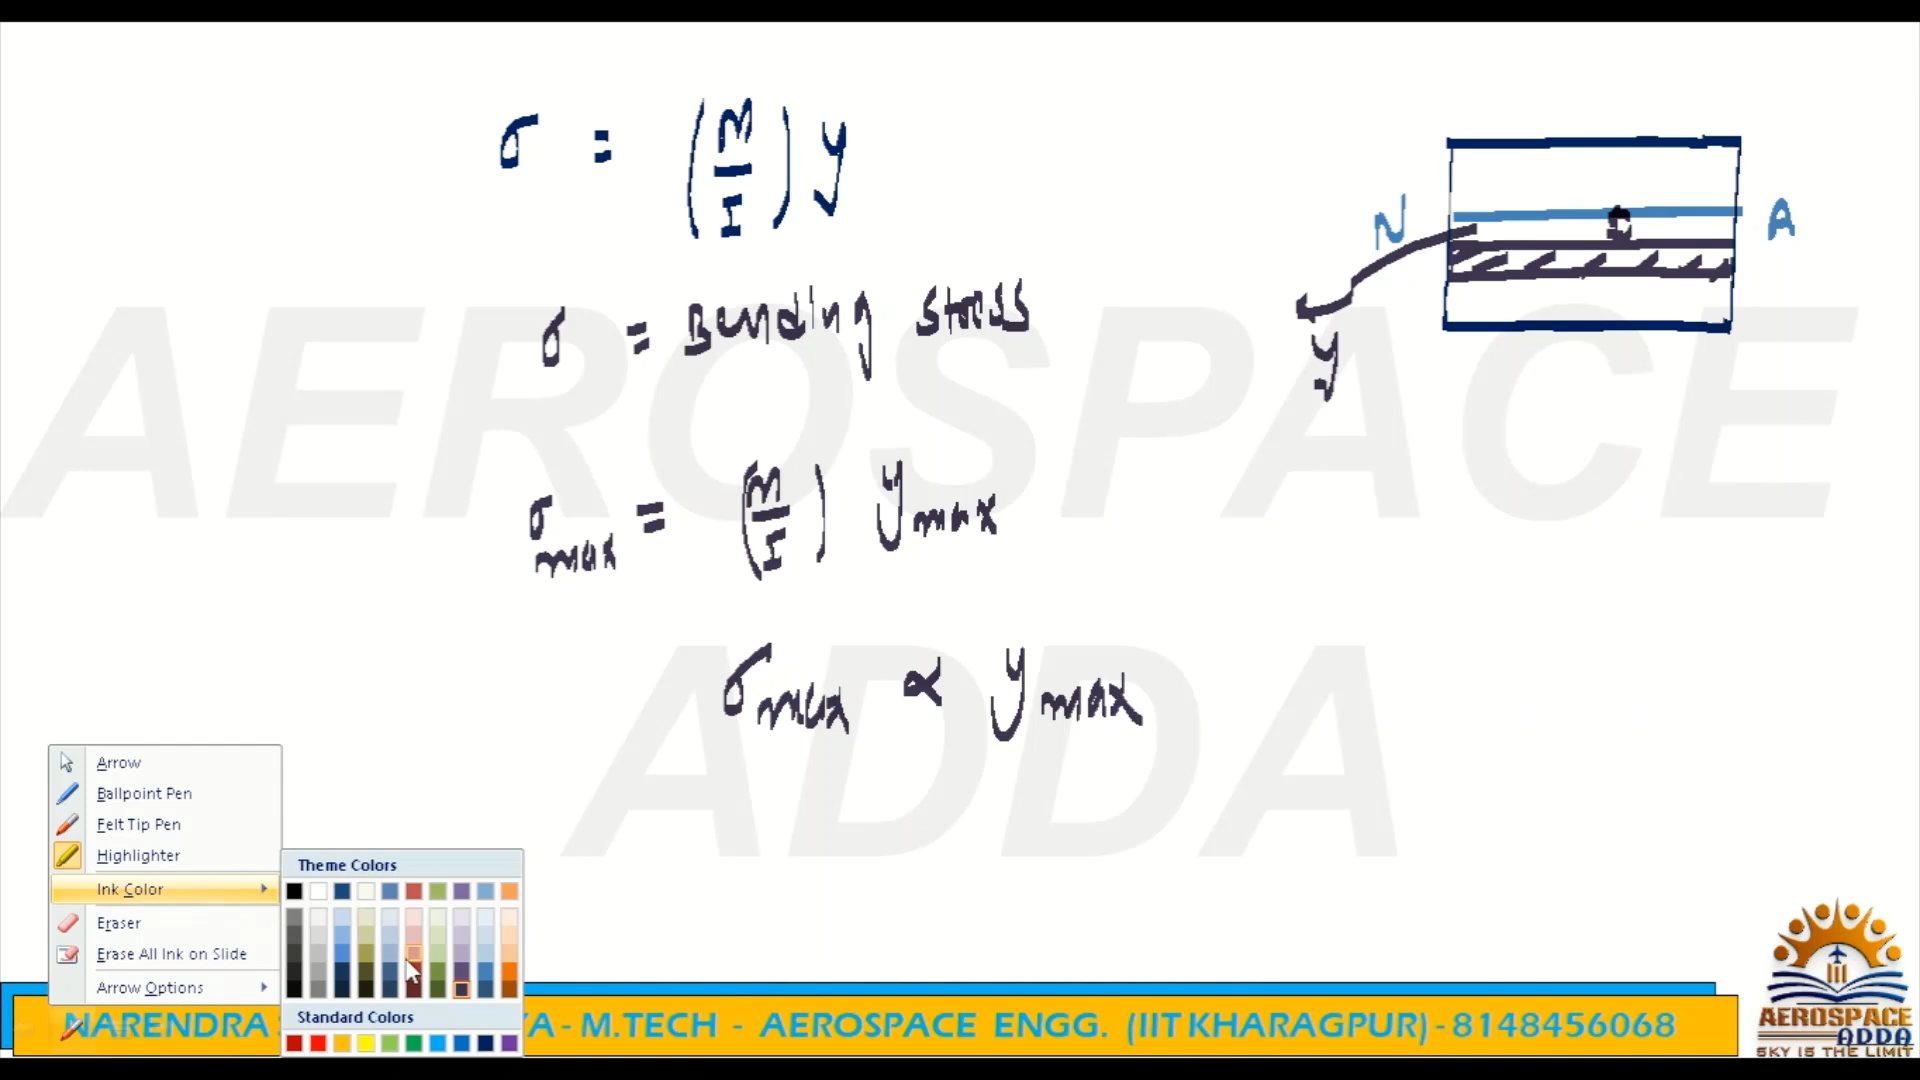 σ = (M/I) y
N A
σ = Bending stress
y
σmax = (M/I) ymax
σmax ∝ ymax
AEROSPACE
ADDA
Arrow
Ballpoint Pen
Felt Tip Pen
Highlighter
Ink Color
Eraser
Erase All Ink on Slide
Arrow Options
Theme Colors
Standard Colors
NARENDRA S YA - M.TECH - AEROSPACE ENGG. (IIT KHARAGPUR) - 8148456068
AEROSPACE
ADDA
SKY IS THE LIMIT